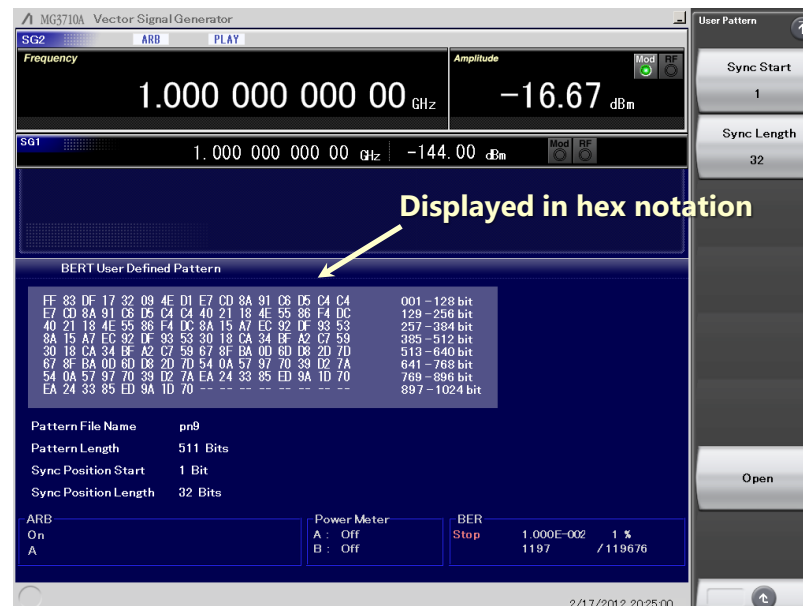 MG3710A Vector Signal Generator
SG2 ARB PLAY
Frequency
1.000 000 000 00 GHz
Amplitude
Mod RF
-16.67 dBm
SG1
1.000 000 000 00 GHz -144.00 dBm
Mod RF
Displayed in hex notation
BERT User Defined Pattern
FF 83 DF 17 32 09 4E D1 E7 CD 8A 91 C6 D5 C4 C4 001-128 bit
E7 CD 8A 91 C6 D5 C4 C4 40 21 18 4E 55 86 F4 DC 129-256 bit
40 21 18 4E 55 86 F4 DC 8A 15 A7 EC 92 DF 93 53 257-384 bit
8A 15 A7 EC 92 DF 93 53 30 18 CA 34 BF A2 C7 59 385-512 bit
30 18 CA 34 BF A2 C7 59 67 8F BA 0D 6D D8 2D 7D 513-640 bit
67 8F BA 0D 6D D8 2D 7D 54 0A 57 97 70 39 D2 7A 641-768 bit
54 0A 57 97 70 39 D2 7A EA 24 33 85 ED 9A 1D 70 769-896 bit
EA 24 33 85 ED 9A 1D 70 -- -- -- -- -- -- -- -- 897-1024 bit
Pattern File Name pn9
Pattern Length 511 Bits
Sync Position Start 1 Bit
Sync Position Length 32 Bits
ARB
On
A
Power Meter
A : Off
B : Off
BER
Stop 1.000E-002 1 %
1197 /119676
2/17/2012 20:25:00
User Pattern
Sync Start
1
Sync Length
32
Open